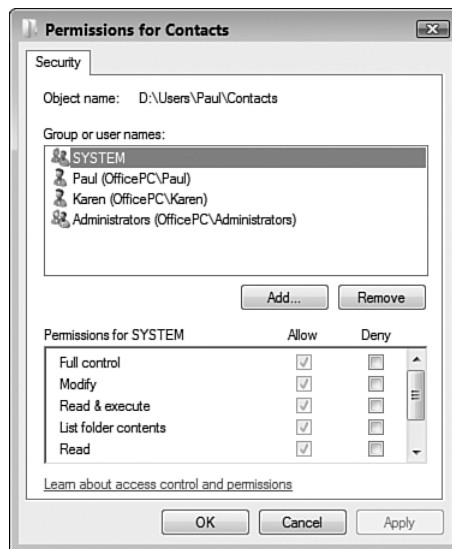 Permissions for Contacts
Security
Object name: D:\Users\Paul\Contacts
Group or user names:
SYSTEM
Paul (OfficePC\Paul)
Karen (OfficePC\Karen)
Administrators (OfficePC\Administrators)
Add... Remove
Permissions for SYSTEM Allow Deny
Full control
Modify
Read & execute
List folder contents
Read
Learn about access control and permissions
OK Cancel Apply